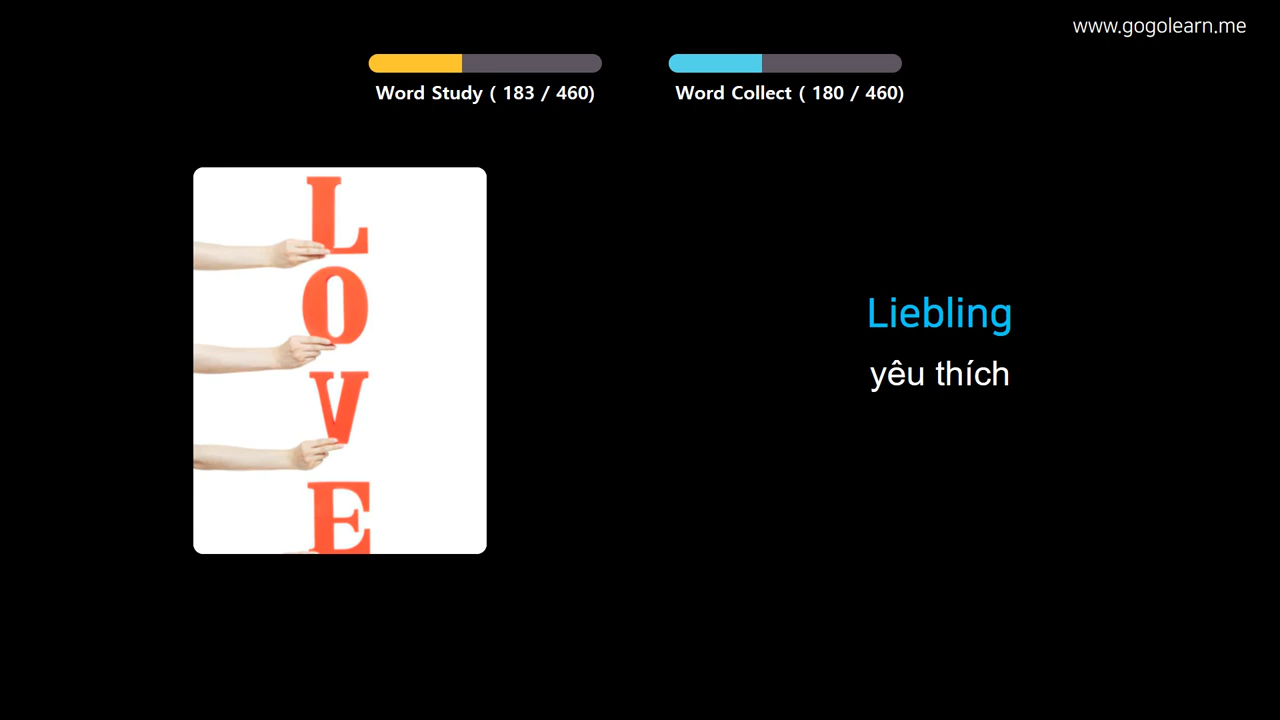 www.gogolearn.me
Word Study ( 183 / 460)
Word Collect ( 180 / 460)
L
O
V
E
Liebling
yêu thích